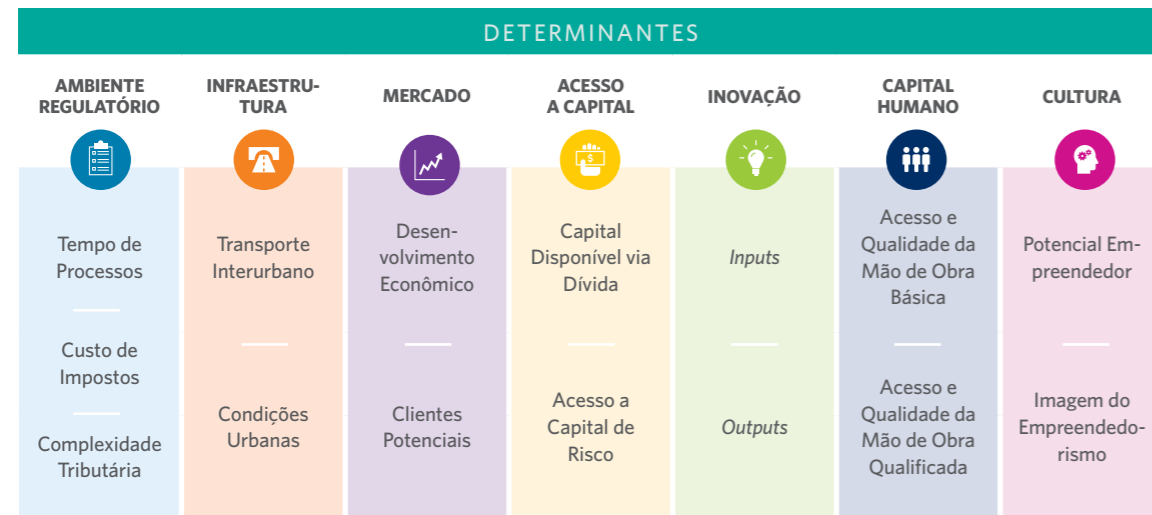 DETERMINANTES
AMBIENTE
REGULATÓRIO
INFRAESTRU-
TURA
MERCADO
ACESSO
A CAPITAL
INOVAÇÃO
CAPITAL
HUMANO
CULTURA
$
Tempo de
Processos
Custo de
Impostos
Complexidade
Tributária
Transporte
Interurbano
Condições
Urbanas
Desen-
volvimento
Econômico
Clientes
Potenciais
Capital
Disponível via
Dívida
Acesso a
Capital de
Risco
Inputs
Outputs
Acesso e
Qualidade da
Mão de Obra
Básica
Acesso e
Qualidade da
Mão de Obra
Qualificada
Potencial Em-
preendedor
Imagem do
Empreendedo-
rismo